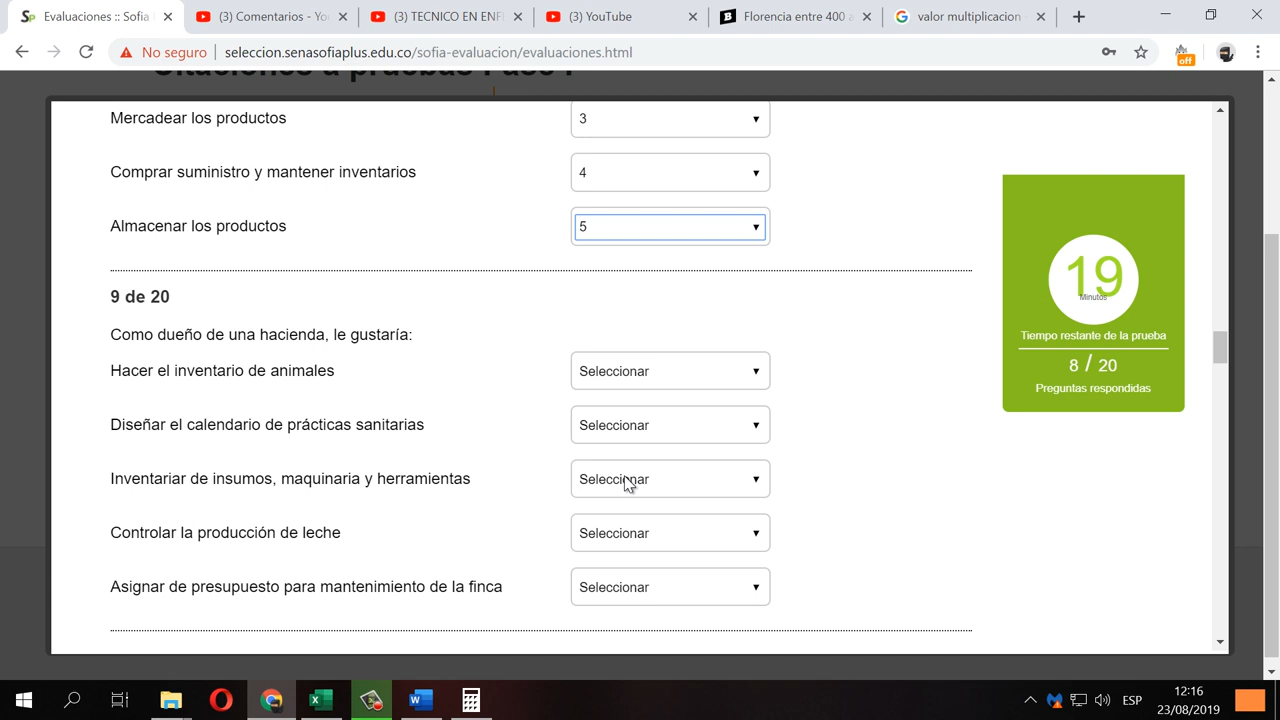 Evaluaciones :: Sofia
(3) Comentarios - Yo
(3) TECNICO EN ENF
(3) YouTube
Florencia entre 400 a
valor multiplicacion
No seguro
seleccion.senasofiaplus.edu.co/sofia-evaluacion/evaluaciones.html
off
Citaciones a pruebas Fase I
Mercadear los productos 3
Comprar suministro y mantener inventarios 4
Almacenar los productos 5
9 de 20
Como dueño de una hacienda, le gustaría:
Hacer el inventario de animales Seleccionar
Diseñar el calendario de prácticas sanitarias Seleccionar
Inventariar de insumos, maquinaria y herramientas Seleccionar
Controlar la producción de leche Seleccionar
Asignar de presupuesto para mantenimiento de la finca Seleccionar
19
Minutos
Tiempo restante de la prueba
8 / 20
Preguntas respondidas
ESP
12:16
23/08/2019